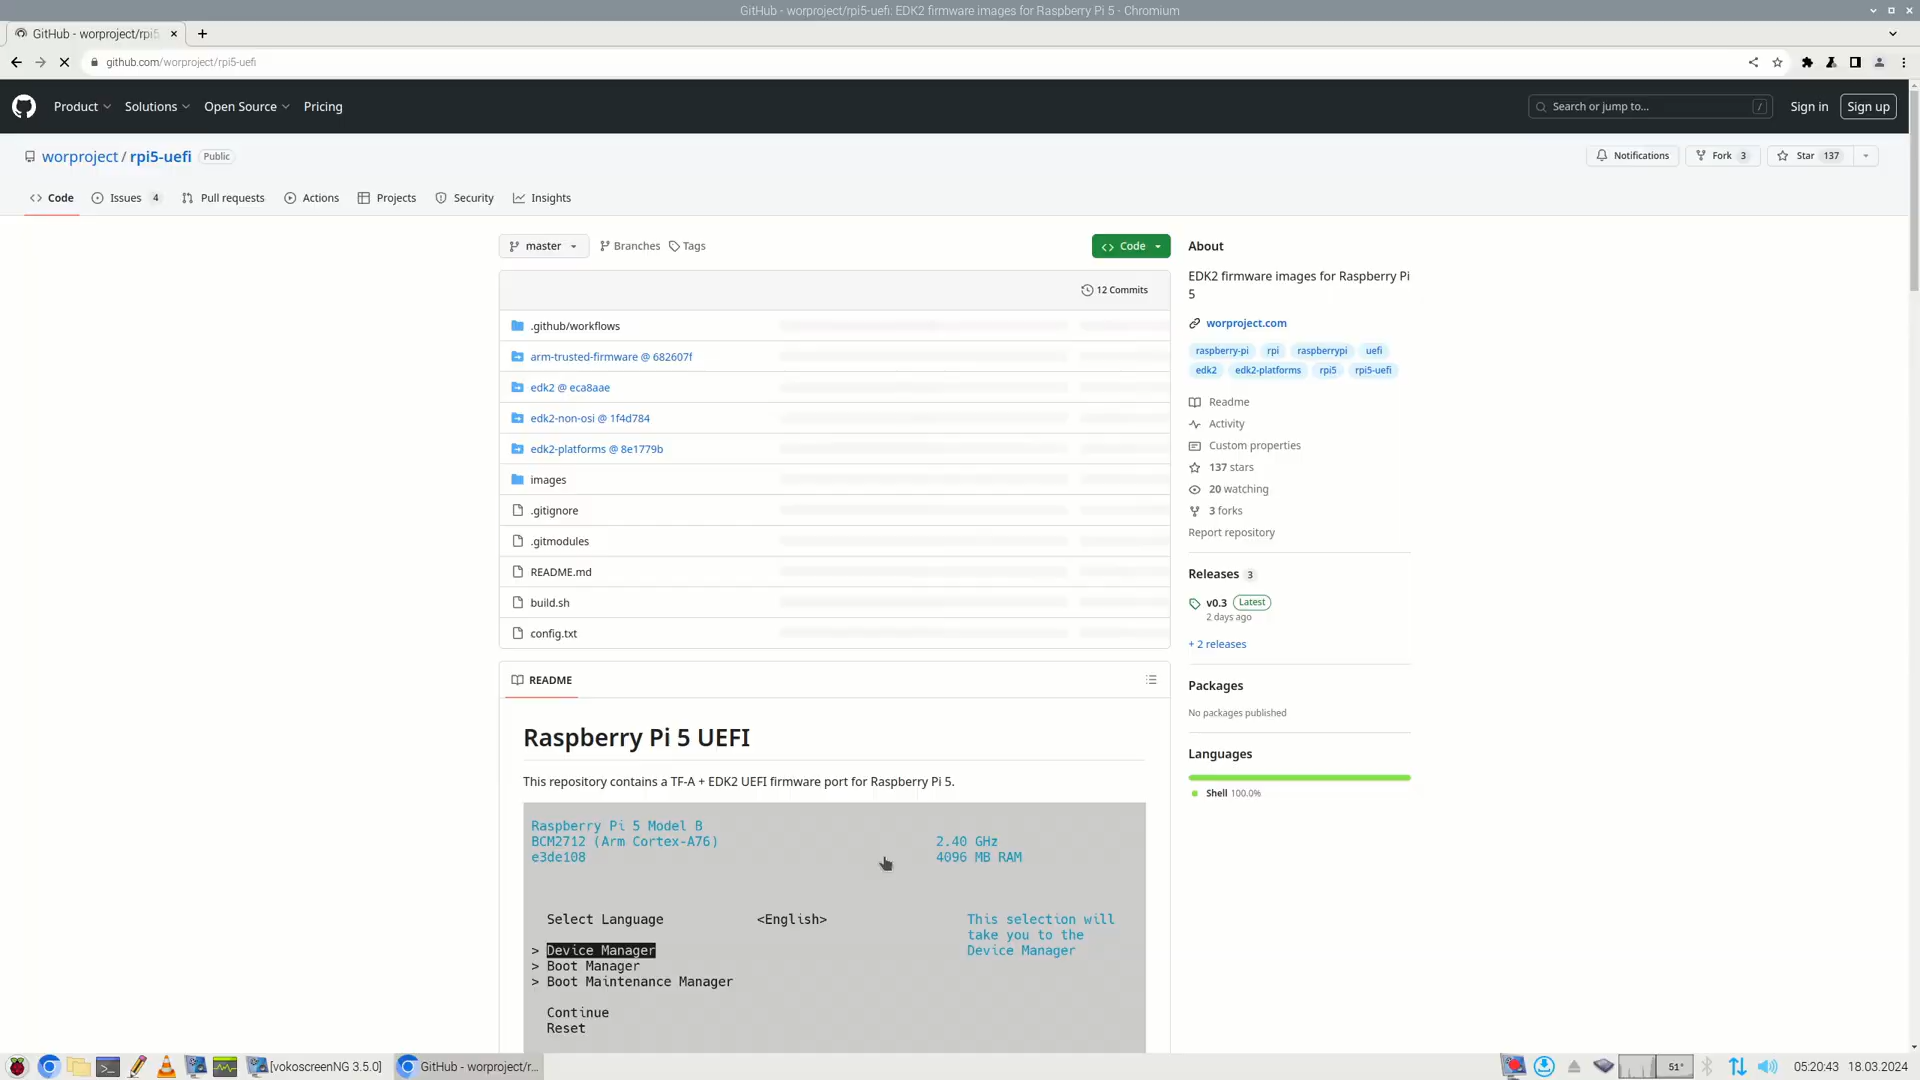 GitHub - worproject/rpi5-uefi: EDK2 firmware images for Raspberry Pi 5 - Chromium
GitHub - worproject/rpi5
github.com/worproject/rpi5-uefi
Product
Solutions
Open Source
Pricing
Search or jump to...
/
Sign in
Sign up
worproject / rpi5-uefi
Public
Notifications
Fork 3
Star 137
Code
Issues 4
Pull requests
Actions
Projects
Security
Insights
master
Branches
Tags
Code
12 Commits
.github/workflows
arm-trusted-firmware @ 682607f
edk2 @ eca8aae
edk2-non-osi @ 1f4d784
edk2-platforms @ 8e1779b
images
.gitignore
.gitmodules
README.md
build.sh
config.txt
README
Raspberry Pi 5 UEFI
This repository contains a TF-A + EDK2 UEFI firmware port for Raspberry Pi 5.
Raspberry Pi 5 Model B
BCM2712 (Arm Cortex-A76) 2.40 GHz
e3de108 4096 MB RAM
Select Language <English> This selection will
take you to the
> Device Manager Device Manager
> Boot Manager
> Boot Maintenance Manager
Continue
Reset
About
EDK2 firmware images for Raspberry Pi
5
worproject.com
raspberry-pi rpi raspberrypi uefi
edk2 edk2-platforms rpi5 rpi5-uefi
Readme
Activity
Custom properties
137 stars
20 watching
3 forks
Report repository
Releases 3
v0.3 Latest
2 days ago
+ 2 releases
Packages
No packages published
Languages
Shell 100.0%
[vokoscreenNG 3.5.0]
GitHub - worproject/r...
51°
05:20:43
18.03.2024